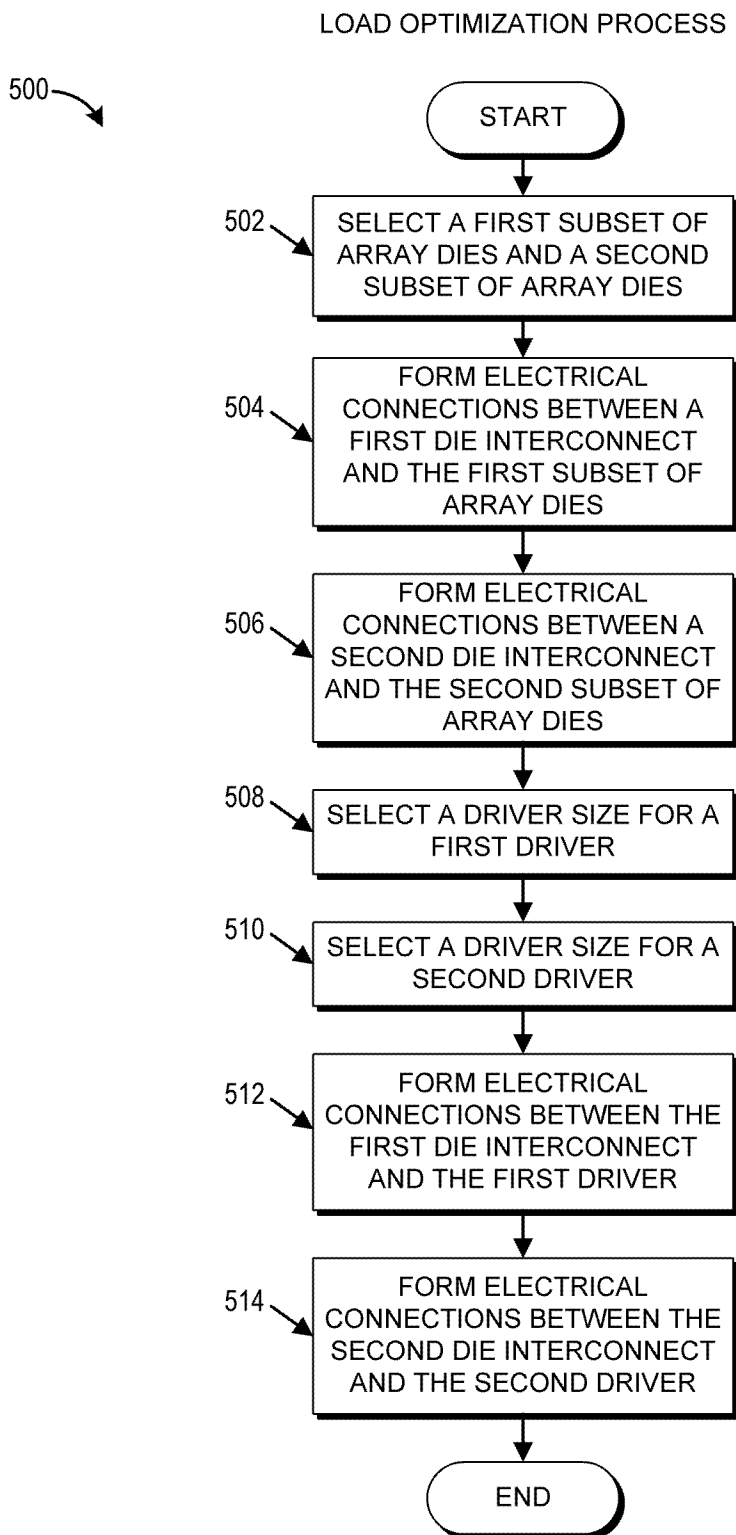 LOAD OPTIMIZATION PROCESS
500
START
502
SELECT A FIRST SUBSET OF
ARRAY DIES AND A SECOND
SUBSET OF ARRAY DIES
504
FORM ELECTRICAL
CONNECTIONS BETWEEN A
FIRST DIE INTERCONNECT
AND THE FIRST SUBSET OF
ARRAY DIES
506
FORM ELECTRICAL
CONNECTIONS BETWEEN A
SECOND DIE INTERCONNECT
AND THE SECOND SUBSET OF
ARRAY DIES
508
SELECT A DRIVER SIZE FOR A
FIRST DRIVER
510
SELECT A DRIVER SIZE FOR A
SECOND DRIVER
512
FORM ELECTRICAL
CONNECTIONS BETWEEN THE
FIRST DIE INTERCONNECT
AND THE FIRST DRIVER
514
FORM ELECTRICAL
CONNECTIONS BETWEEN THE
SECOND DIE INTERCONNECT
AND THE SECOND DRIVER
END